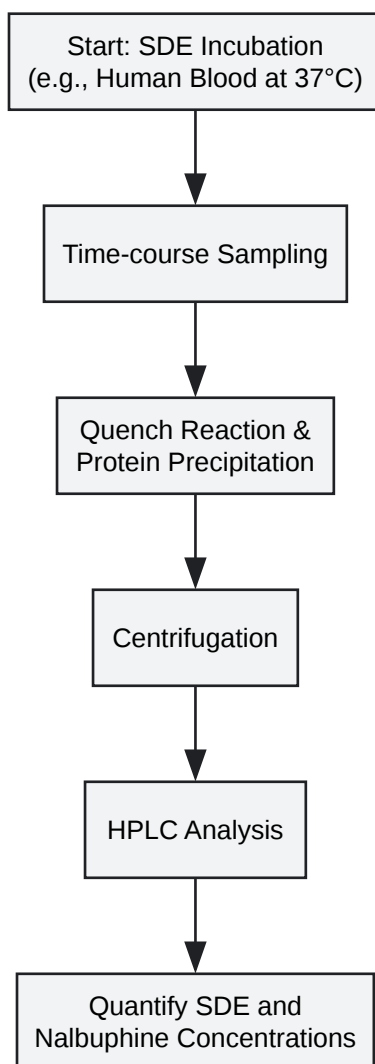 Start: SDE Incubation
(e.g., Human Blood at 37°C)
Time-course Sampling
Quench Reaction &
Protein Precipitation
Centrifugation
HPLC Analysis
Quantify SDE and
Nalbuphine Concentrations